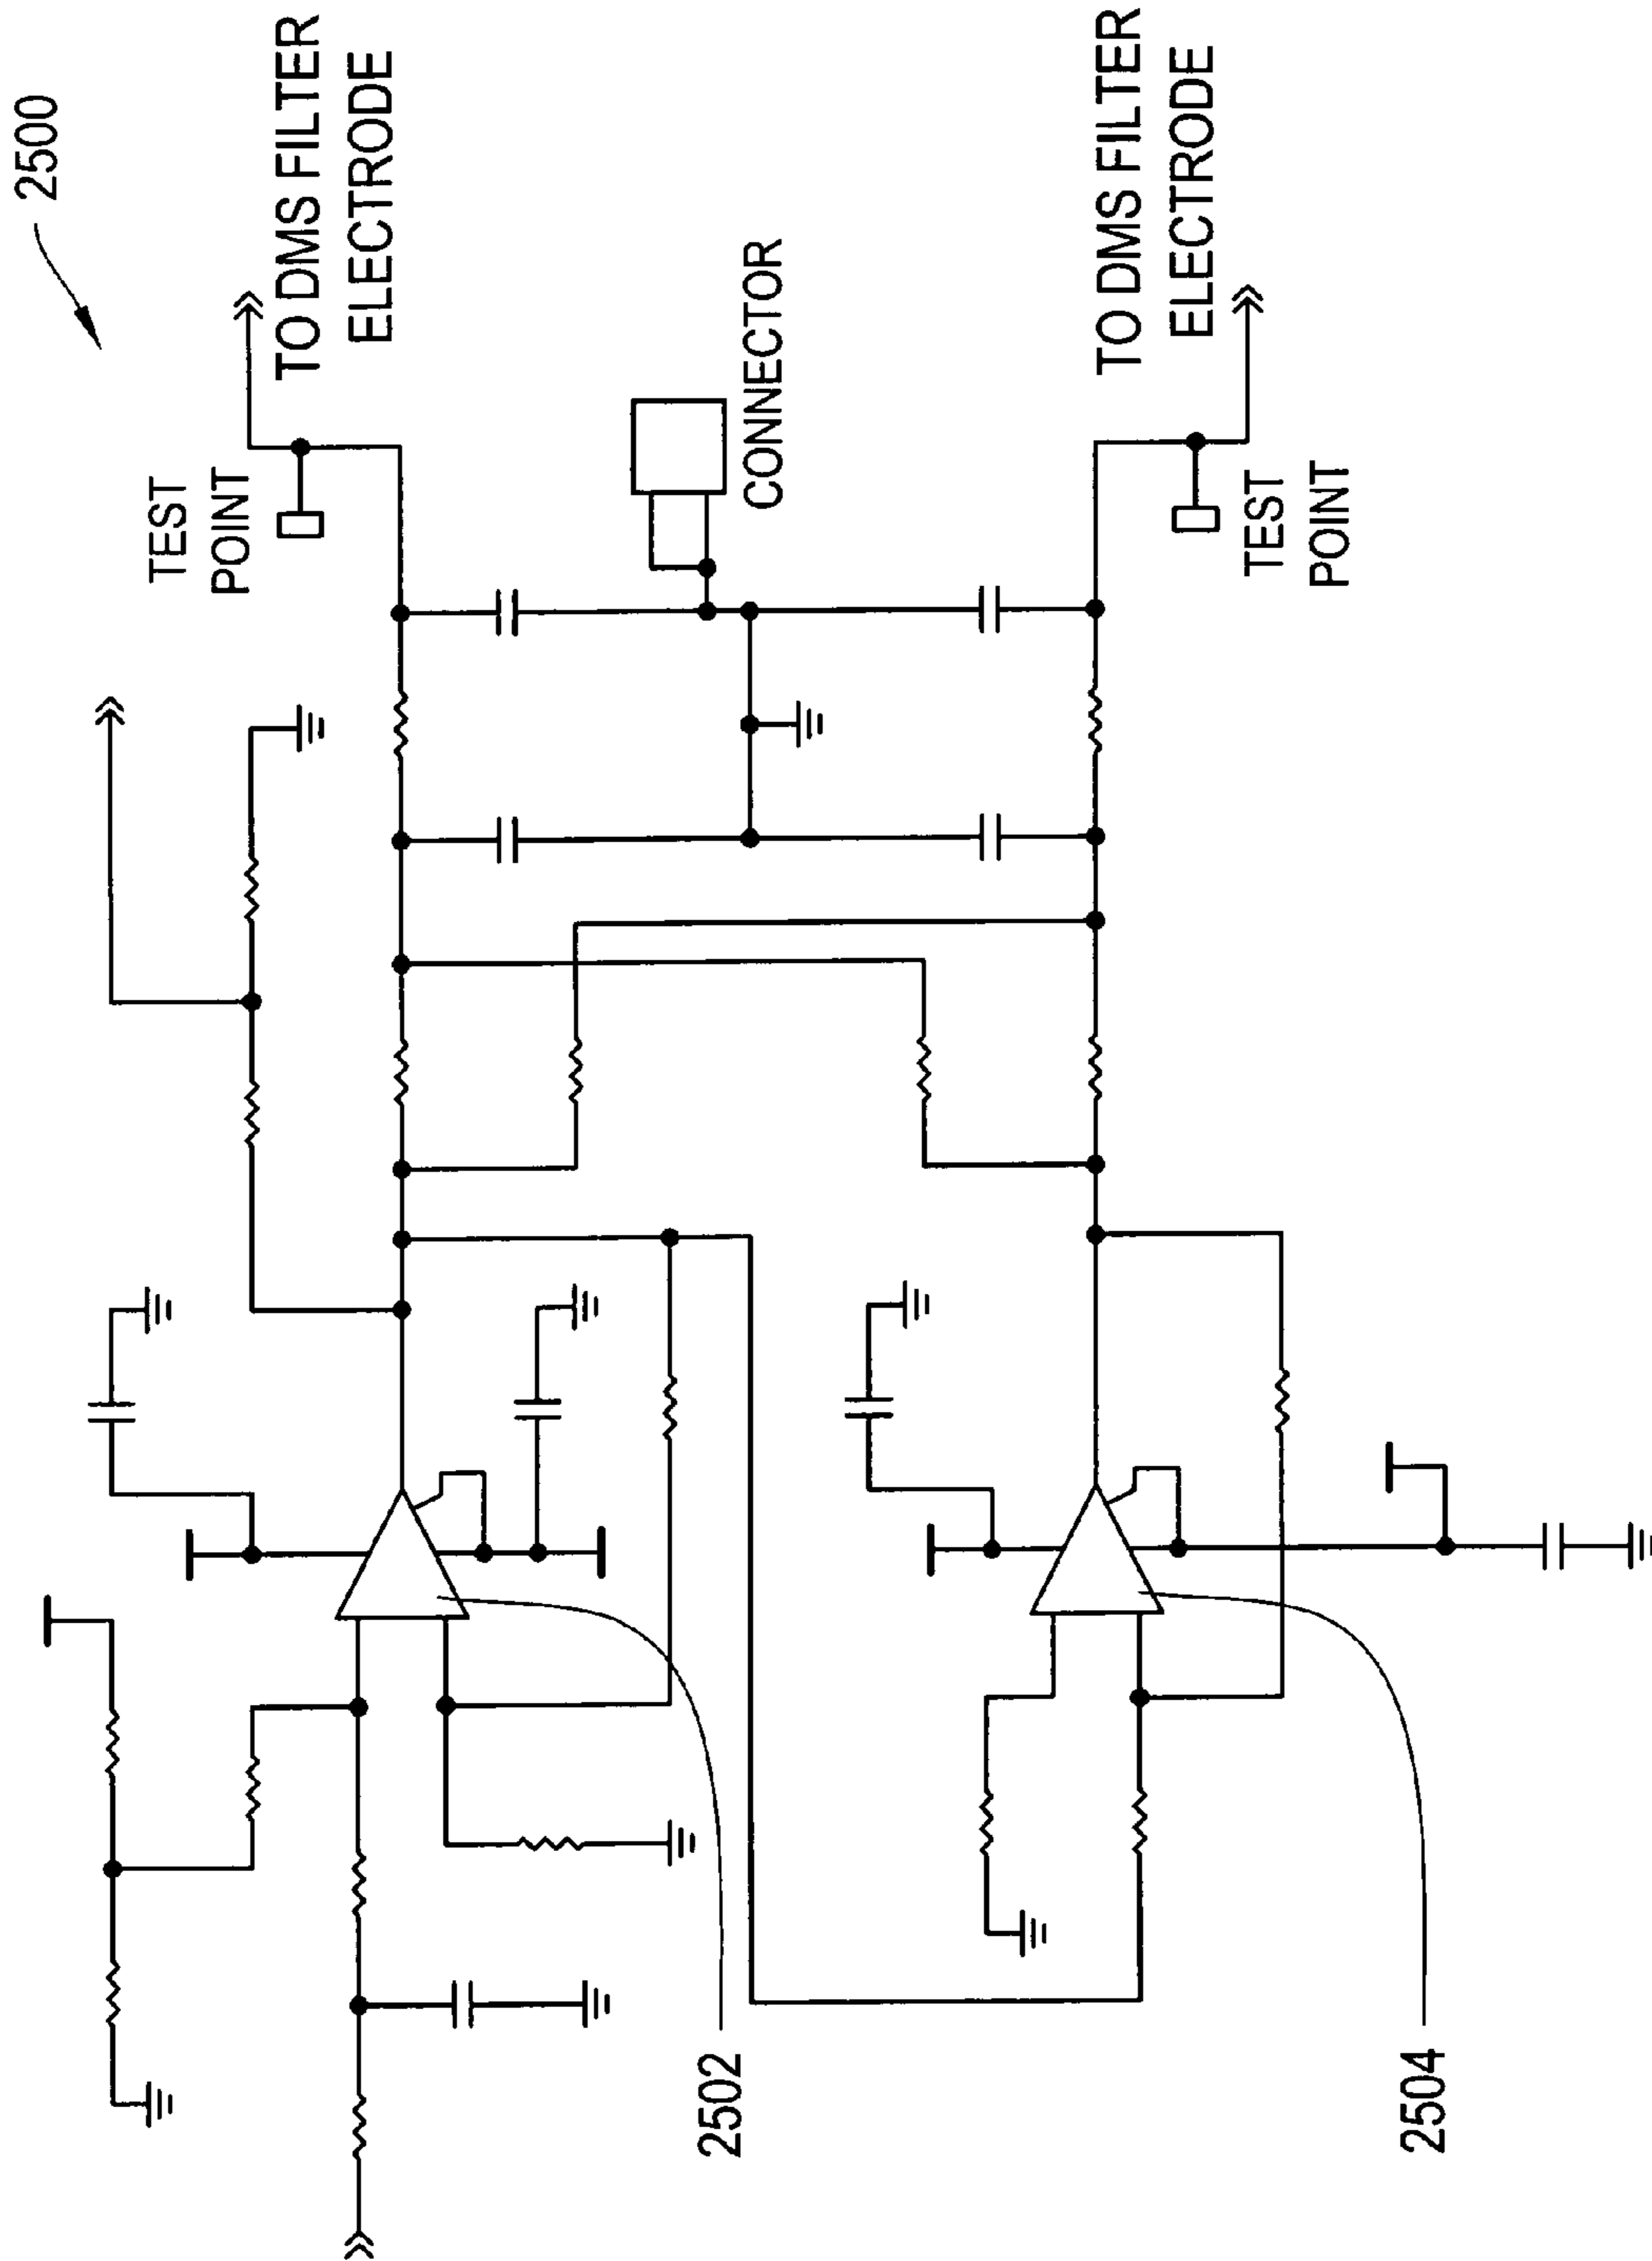 2500
TO DMS FILTER
ELECTRODE
TEST
POINT
CONNECTOR
TO DMS FILTER
ELECTRODE
TEST
POINT
2502
2504